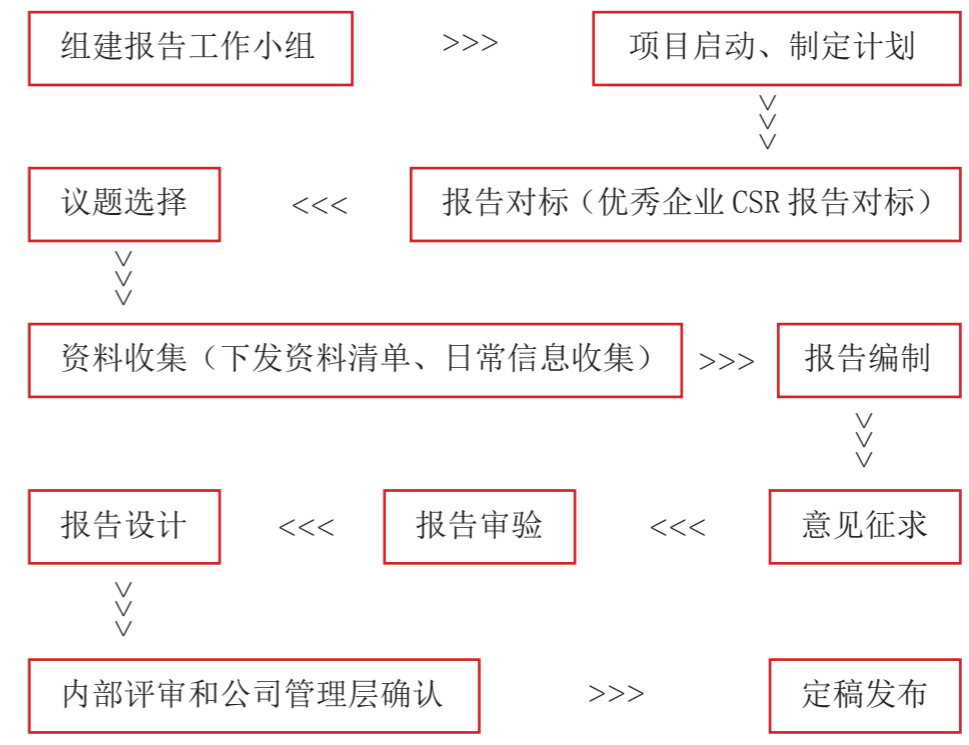 组建报告工作小组 >>> 项目启动、制定计划
>>>
议题选择 <<< 报告对标（优秀企业 CSR 报告对标）
>>>
资料收集（下发资料清单、日常信息收集） >>> 报告编制
>>>
报告设计 <<< 报告审验 <<< 意见征求
>>>
内部评审和公司管理层确认 >>> 定稿发布